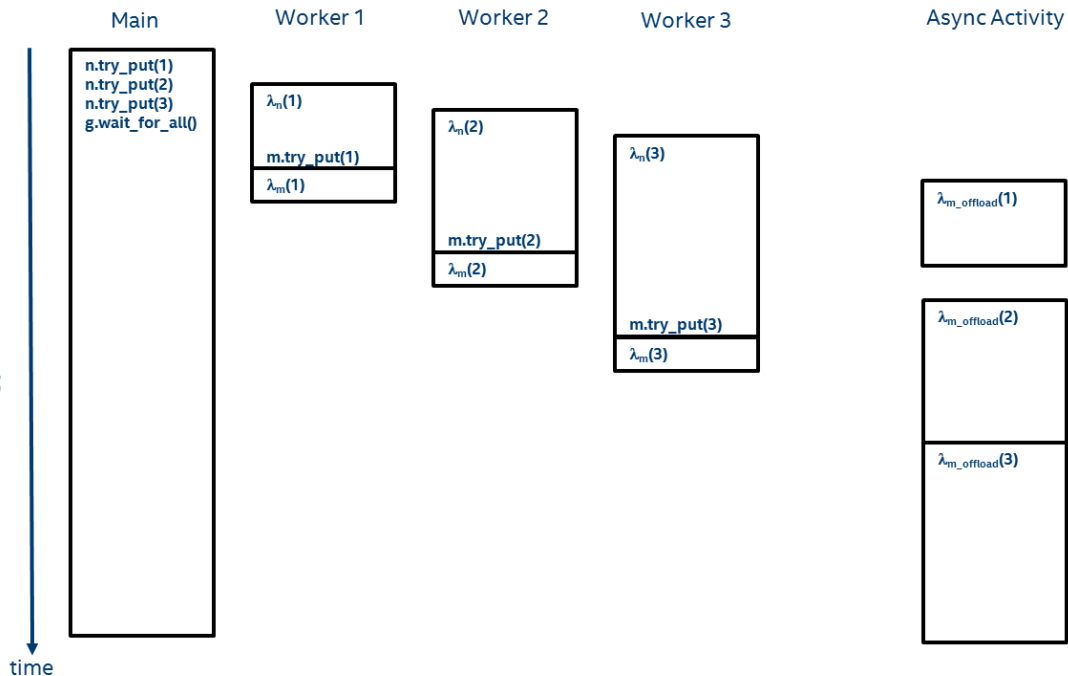 Main
Worker 1
Worker 2
Worker 3
Async Activity
n.try_put(1)
n.try_put(2)
n.try_put(3)
g.wait_for_all()
λn(1)
m.try_put(1)
λm(1)
λn(2)
m.try_put(2)
λm(2)
λn(3)
m.try_put(3)
λm(3)
λm_offload(1)
λm_offload(2)
λm_offload(3)
time